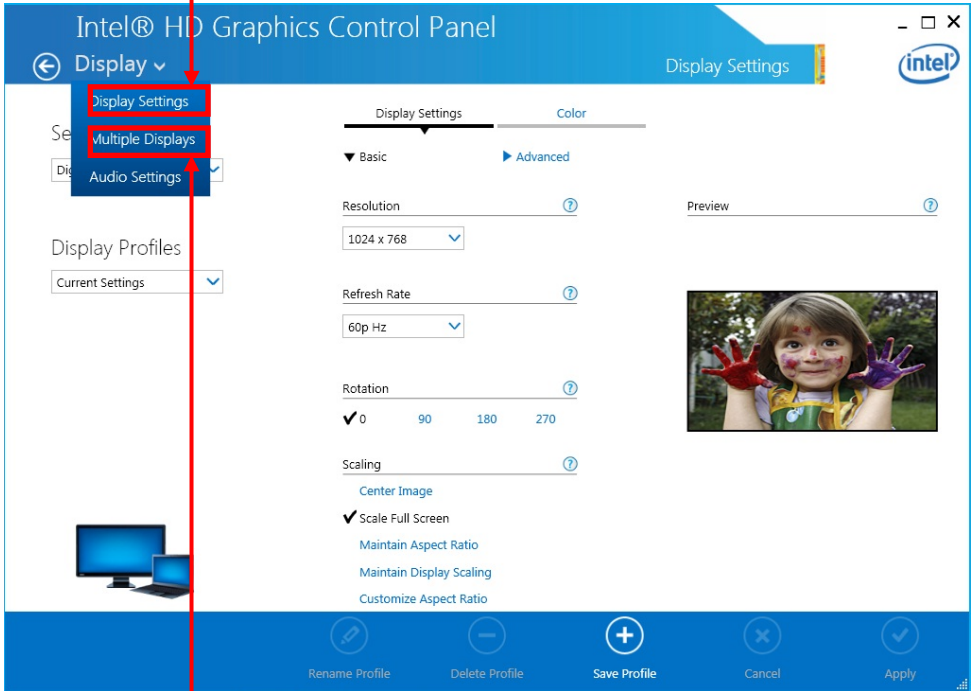 Intel® HD Graphics Control Panel
Display
Display Settings
intel
Display Settings
Multiple Displays
Audio Settings
Se
Dig
Display Profiles
Current Settings
Display Settings
Color
Basic
Advanced
Resolution
1024 x 768
Refresh Rate
60p Hz
Rotation
0 90 180 270
Scaling
Center Image
Scale Full Screen
Maintain Aspect Ratio
Maintain Display Scaling
Customize Aspect Ratio
Preview
Rename Profile
Delete Profile
Save Profile
Cancel
Apply